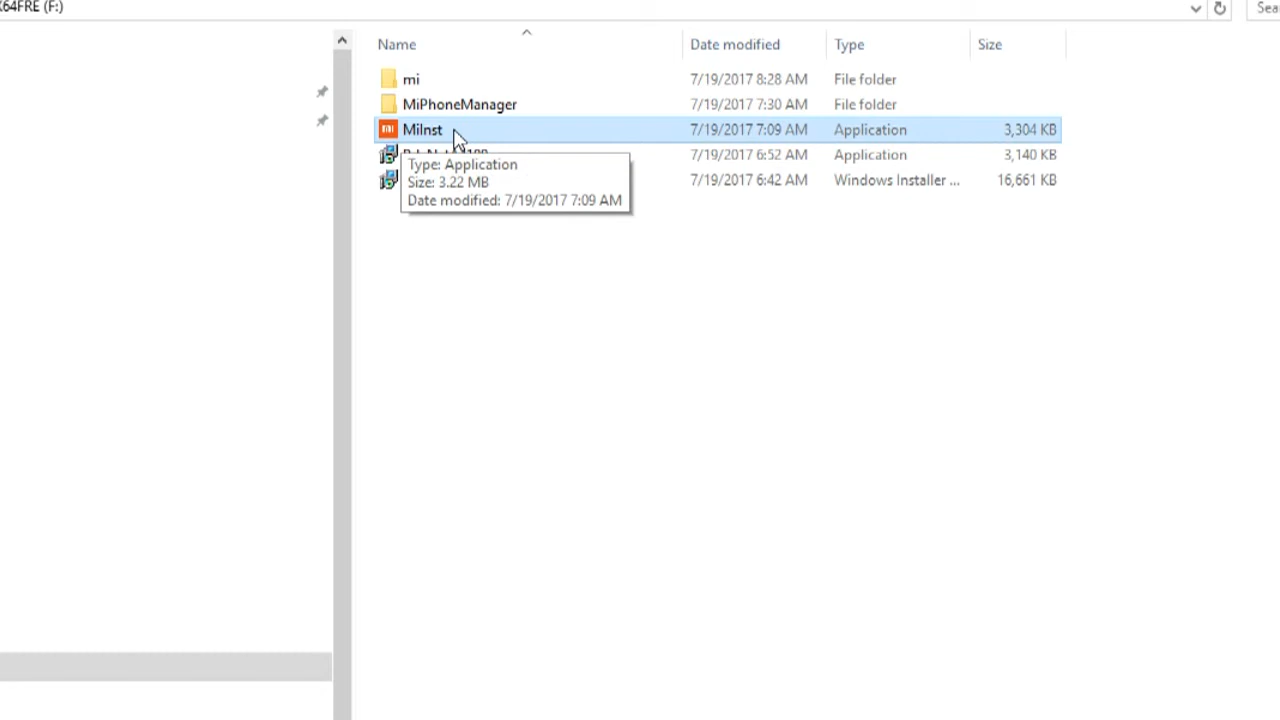 X64FRE (F:)
Sea
Name
Date modified
Type
Size
mi
7/19/2017 8:28 AM
File folder
MiPhoneManager
7/19/2017 7:30 AM
File folder
mi
MiInst
7/19/2017 7:09 AM
Application
3,304 KB
7/19/2017 6:52 AM
Application
3,140 KB
7/19/2017 6:42 AM
Windows Installer ...
16,661 KB
Type: Application
Size: 3.22 MB
Date modified: 7/19/2017 7:09 AM